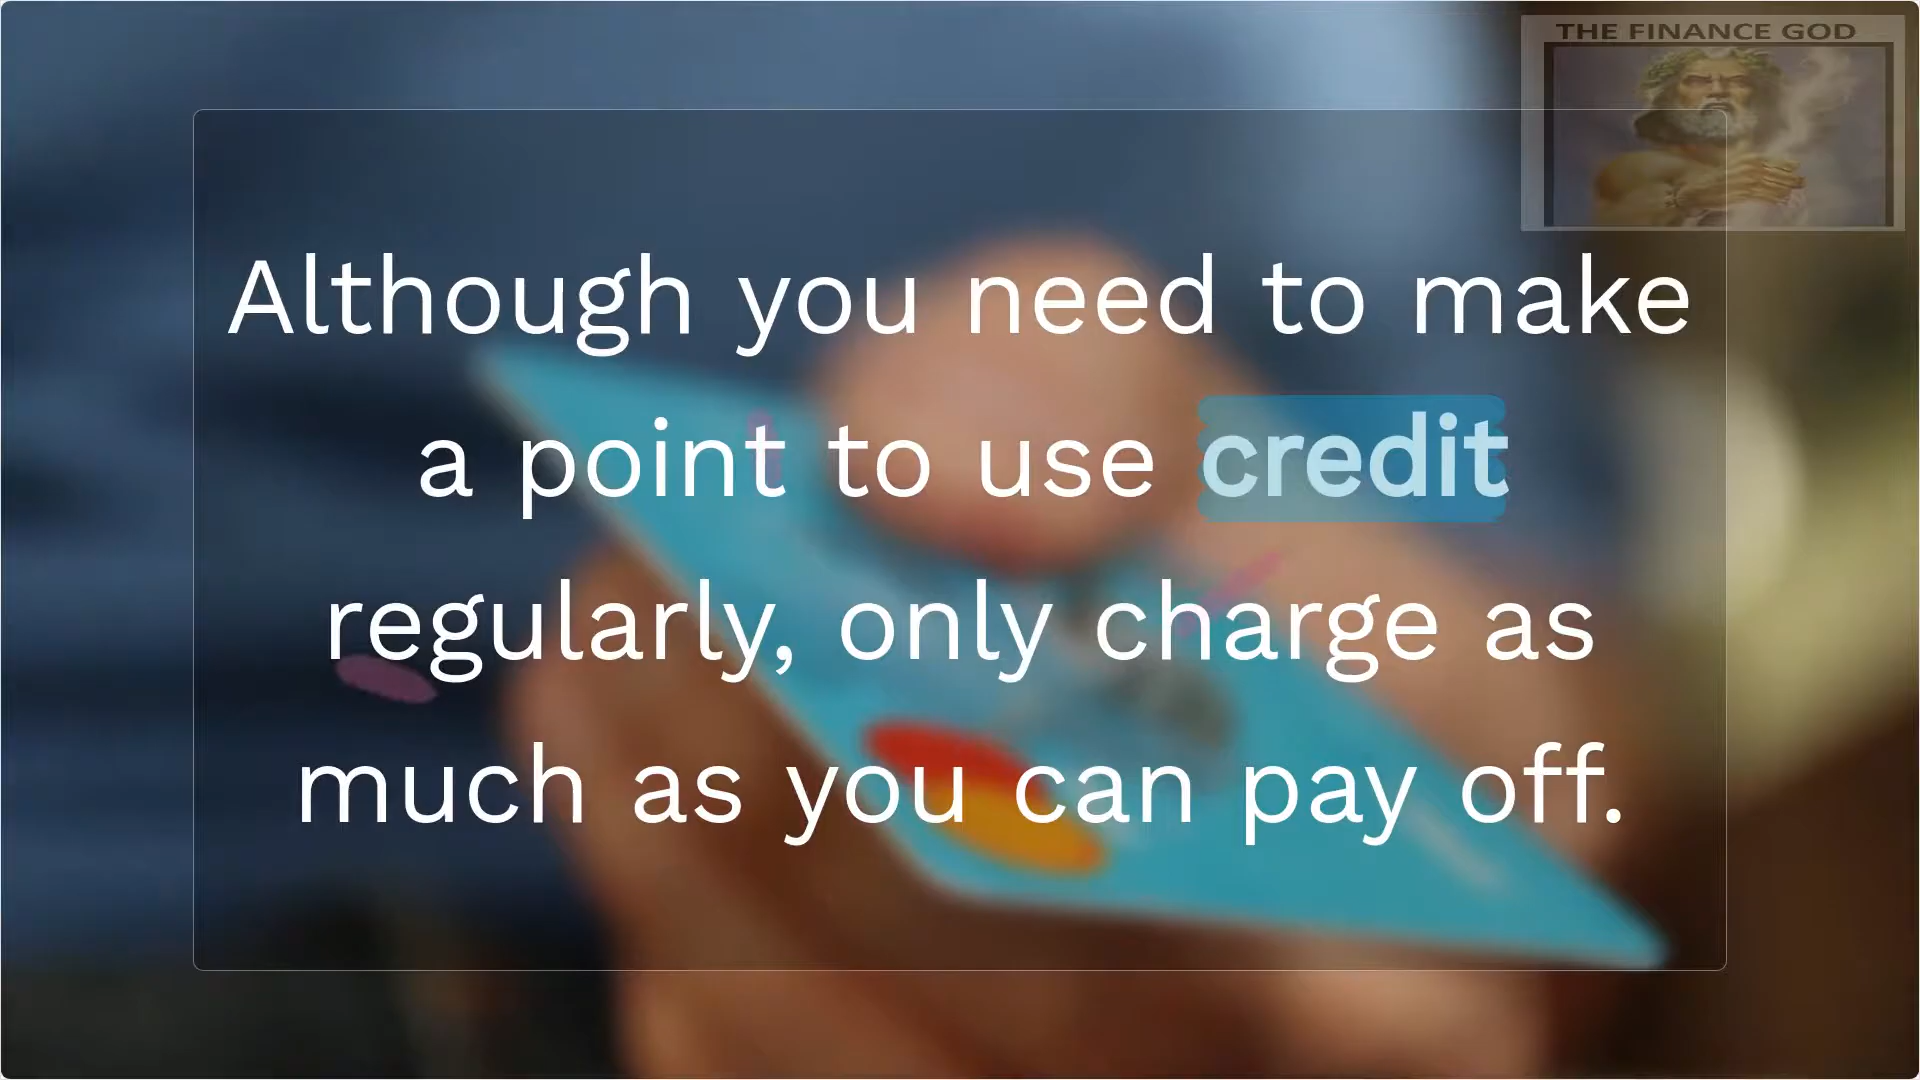 THE FINANCE GOD
Although you need to make
a point to use credit
regularly, only charge as
much as you can pay off.